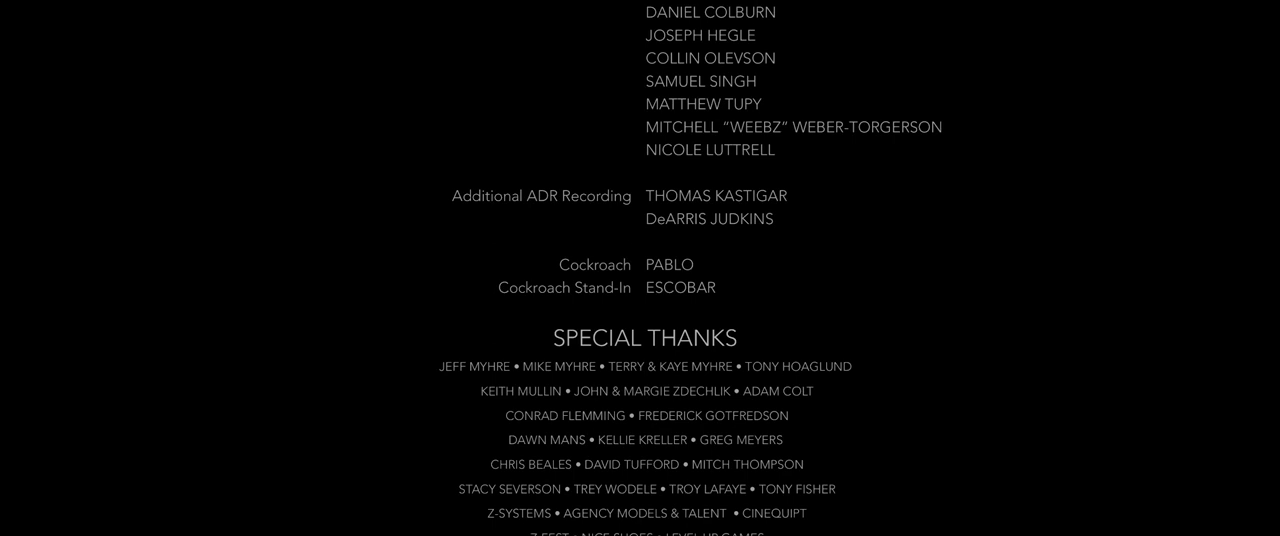 DANIEL COLBURN
JOSEPH HEGLE
COLLIN OLEVSON
SAMUEL SINGH
MATTHEW TUPY
MITCHELL “WEEBZ” WEBER-TORGERSON
NICOLE LUTTRELL
Additional ADR Recording THOMAS KASTIGAR
DeARRIS JUDKINS
Cockroach PABLO
Cockroach Stand-In ESCOBAR
SPECIAL THANKS
JEFF MYHRE • MIKE MYHRE • TERRY & KAYE MYHRE • TONY HOAGLUND
KEITH MULLIN • JOHN & MARGIE ZDECHLIK • ADAM COLT
CONRAD FLEMMING • FREDERICK GOTFREDSON
DAWN MANS • KELLIE KRELLER • GREG MEYERS
CHRIS BEALES • DAVID TUFFORD • MITCH THOMPSON
STACY SEVERSON • TREY WODELE • TROY LAFAYE • TONY FISHER
Z-SYSTEMS • AGENCY MODELS & TALENT • CINEQUIPT